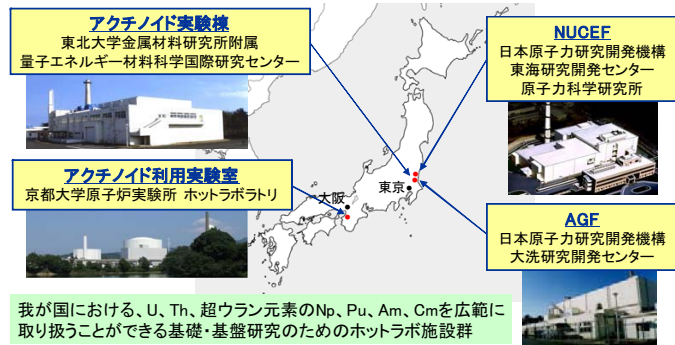 アクチノイド実験棟
東北大学金属材料研究所附属
量子エネルギー材料科学国際研究センター
NUCEF
日本原子力研究開発機構
東海研究開発センター
原子力科学研究所
アクチノイド利用実験室
京都大学原子炉実験所 ホットラボラトリ
大阪
東京
AGF
日本原子力研究開発機構
大洗研究開発センター
我が国における、U、Th、超ウラン元素のNp、Pu、Am、Cmを広範に
取り扱うことができる基礎・基盤研究のためのホットラボ施設群